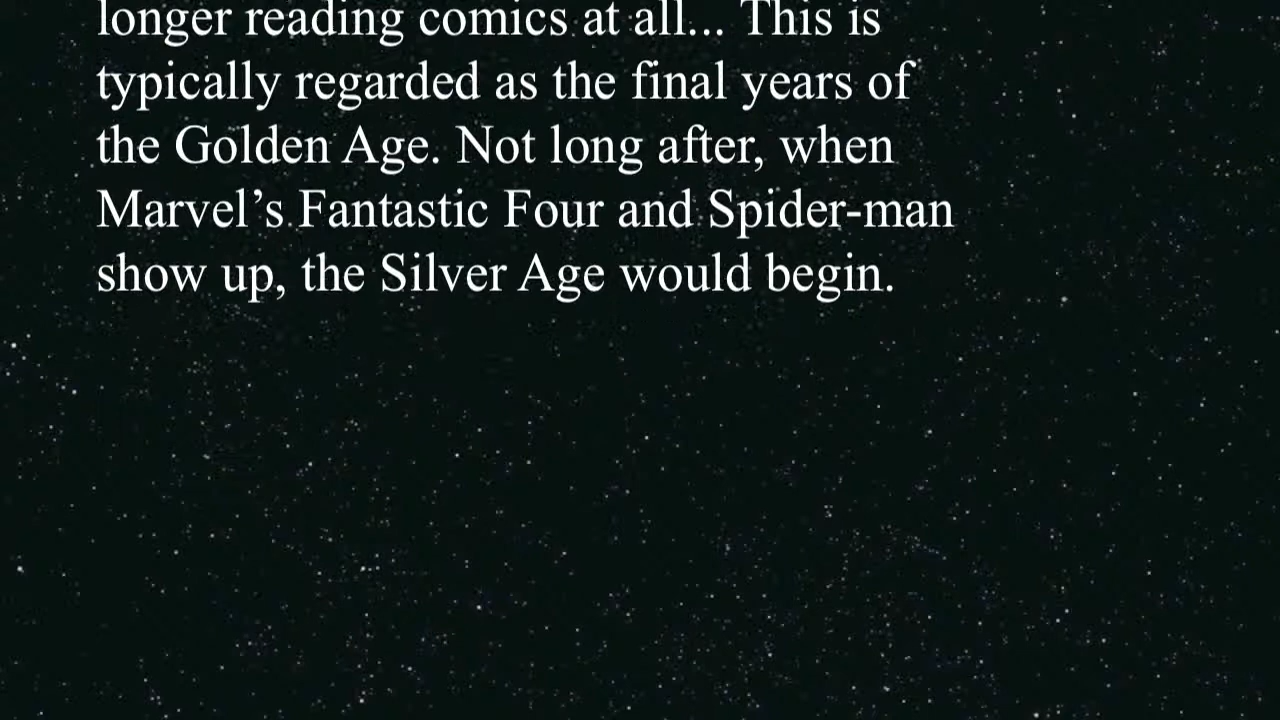 longer reading comics at all... This is
typically regarded as the final years of
the Golden Age. Not long after, when
Marvel’s Fantastic Four and Spider-man
show up, the Silver Age would begin.